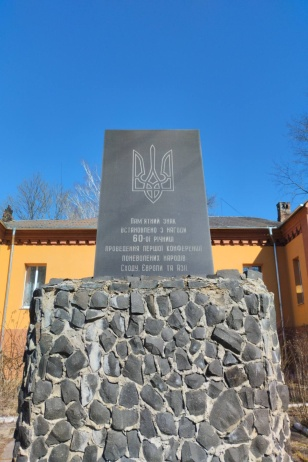 Пам'ятний знак
встановлено з нагоди
60-ої річниці
проведення першої конференції
поневолених народів
Сходу Європи та Азії